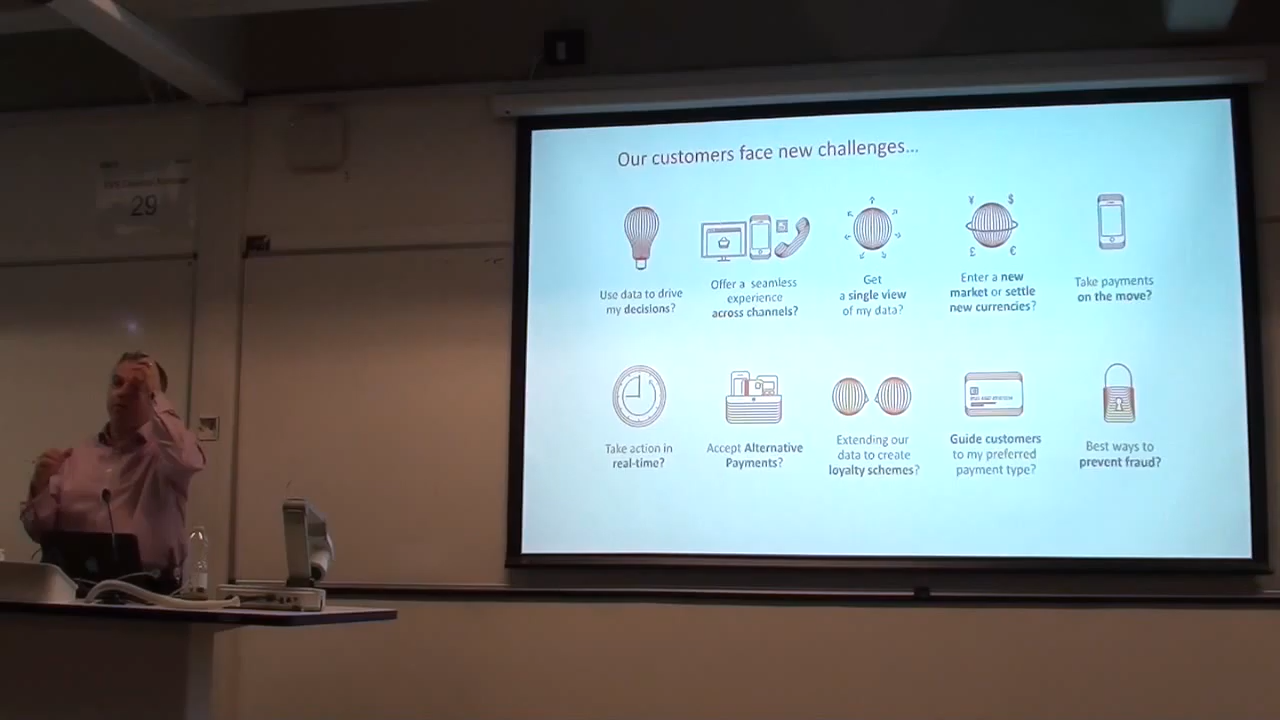 Our customers face new challenges...
¥ $
£ €
Use data to drive
my decisions?
Offer a seamless
experience
across channels?
Get
a single view
of my data?
Enter a new
market or settle
new currencies?
Take payments
on the move?
Take action in
real-time?
Accept Alternative
Payments?
Extending our
data to create
loyalty schemes?
Guide customers
to my preferred
payment type?
Best ways to
prevent fraud?
29